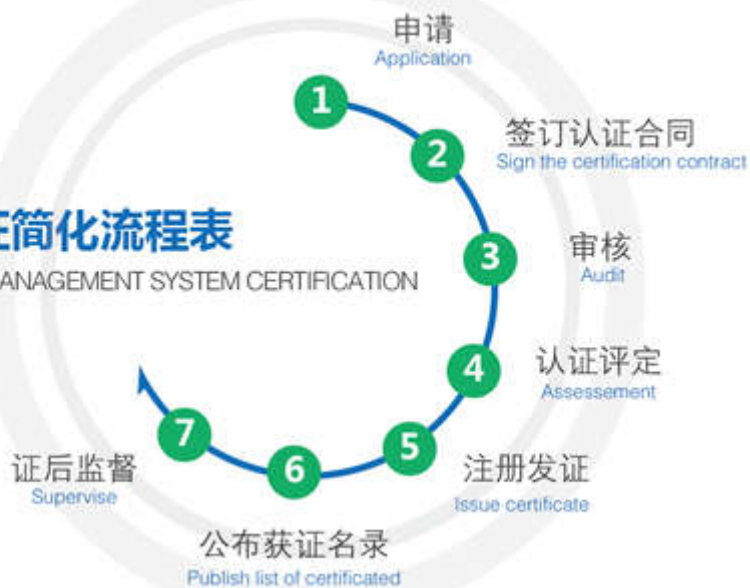 申请
Application
1
2
签订认证合同
Sign the certification contract
3
审核
Audit
证简化流程表
ANAGEMENT SYSTEM CERTIFICATION
4
认证评定
Assessement
5
注册发证
Issue certificate
6
公布获证名录
Publish list of certificated
7
证后监督
Supervise